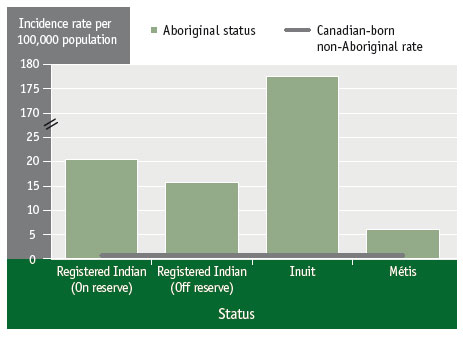 Incidence rate per
100,000 population
Aboriginal status
Canadian-born
non-Aboriginal rate
180
175
170
25
20
15
10
5
0
Registered Indian
(On reserve)
Registered Indian
(Off reserve)
Inuit
Métis
Status